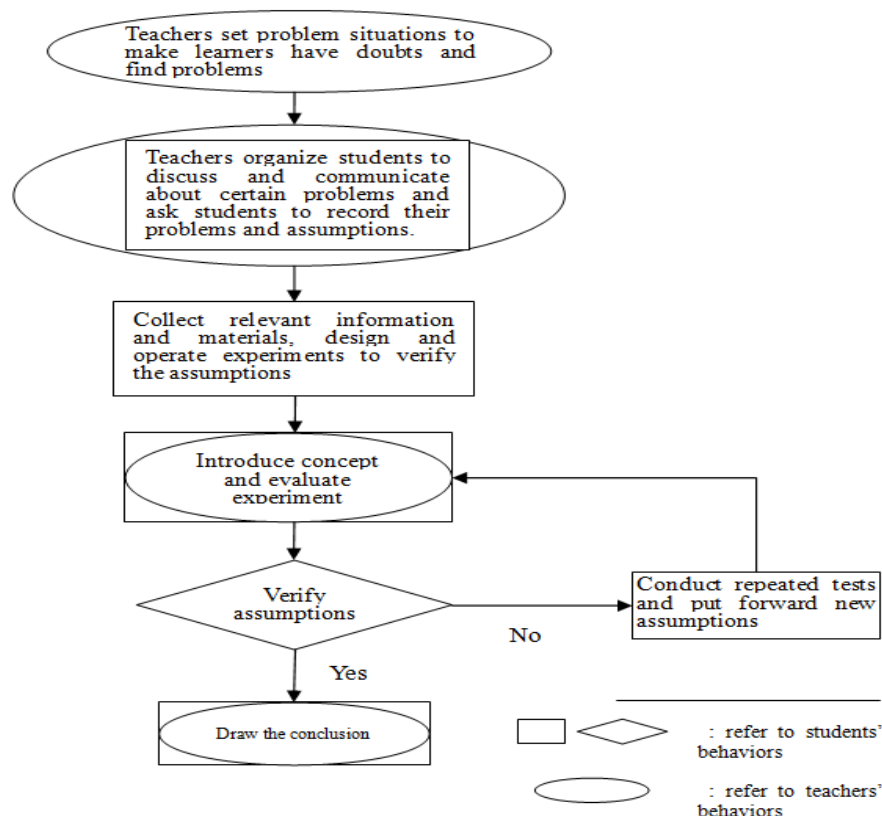 Teachers set problem situations to
make learners have doubts and
find problems
Teachers organize students to
discuss and communicate
about certain problems and
ask students to record their
problems and assumptions.
Collect relevant information
and materials, design and
operate experiments to verify
the assumptions
Introduce concept
and evaluate
experiment
Verify
assumptions
Conduct repeated tests
and put forward new
assumptions
No
Yes
Draw the conclusion
: refer to students'
behaviors
: refer to teachers'
behaviors